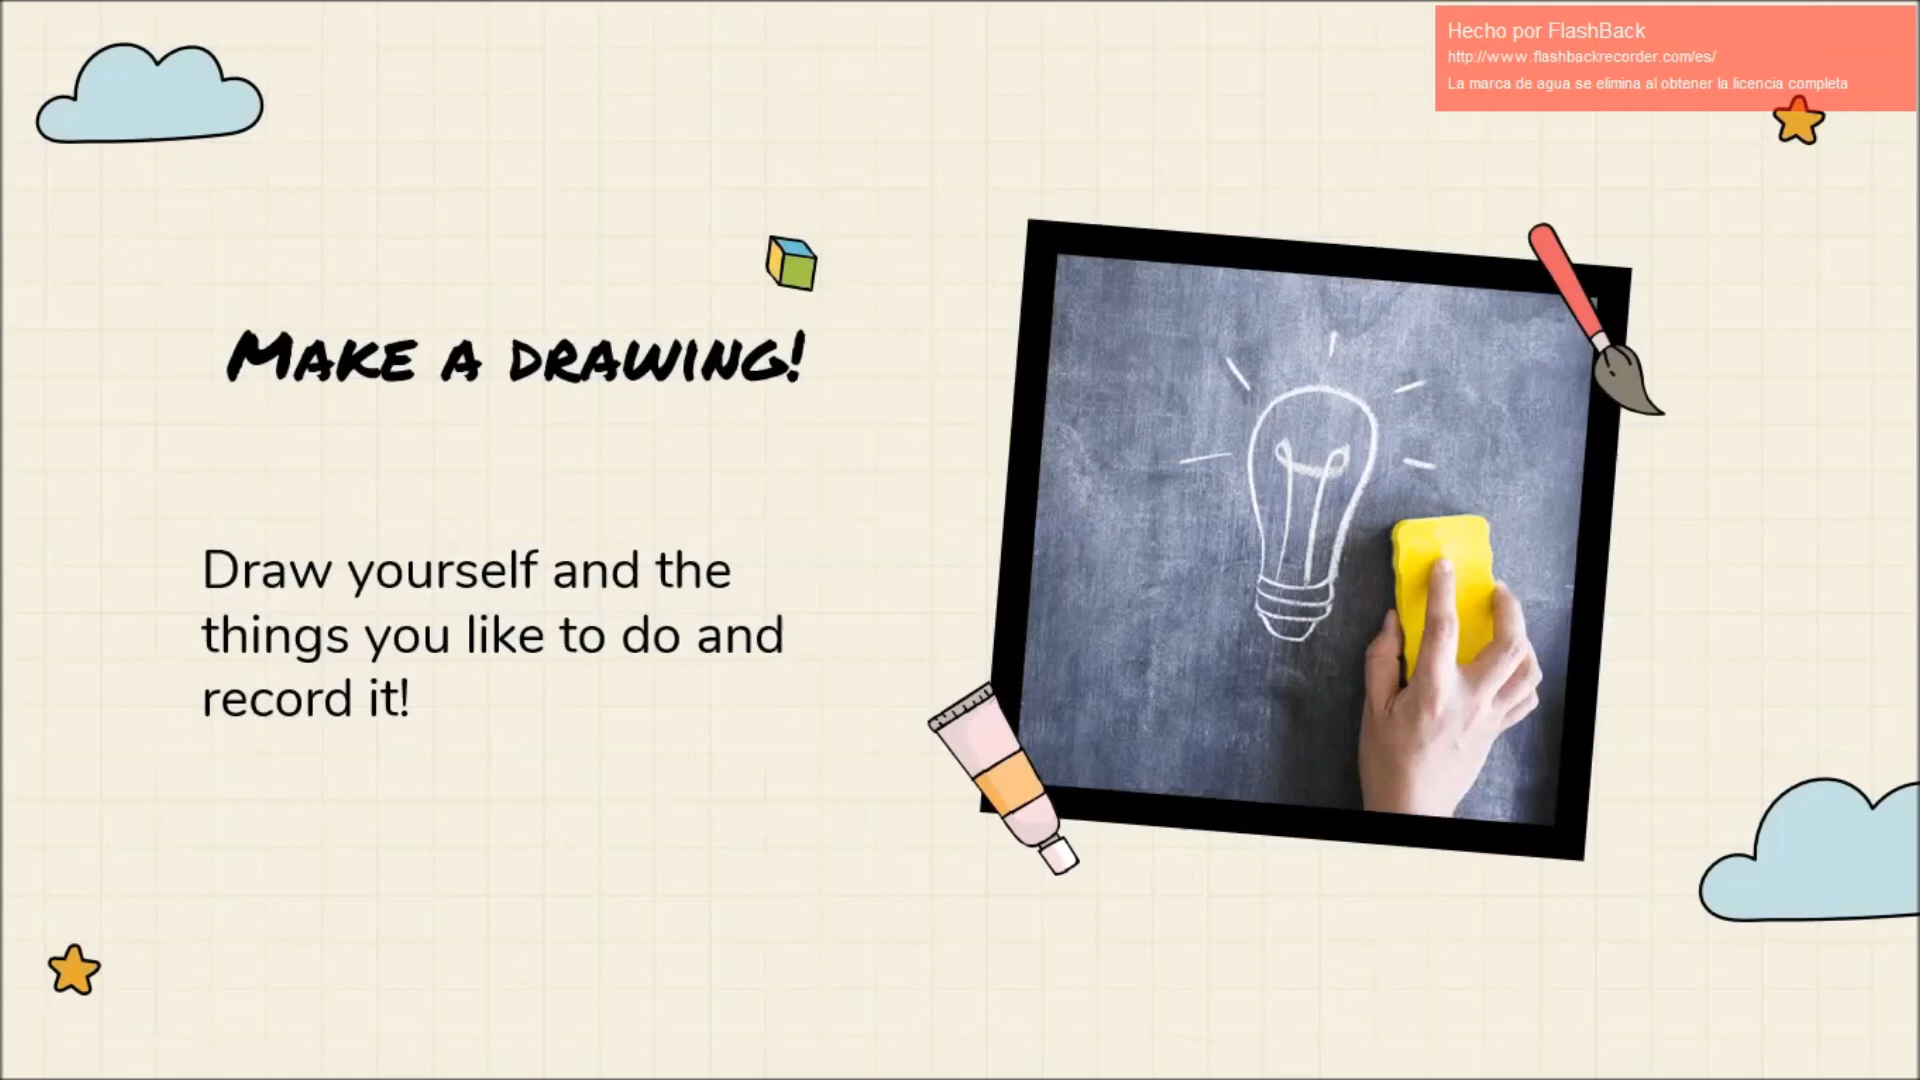 Hecho por FlashBack
http://www.flashbackrecorder.com/es/
La marca de agua se elimina al obtener la licencia completa
Make a drawing!
Draw yourself and the
things you like to do and
record it!